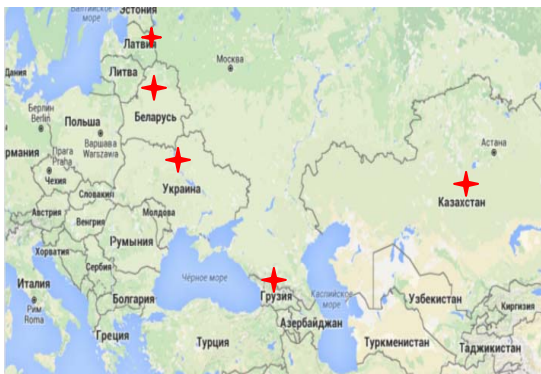 Балтийское
море
Эстония
Латвия
Москва
Литва
Дания
Беларусь
Берлин
Berlin
Польша
Варшава
Warszawa
Астана
рмания
Прага
Praha
Чехия
Украина
Казахстан
Словакия
Австрия
Венгрия
Молдова
Хорватия
Румыния
Сербия
Чёрное море
Италия
Рим
Roma
Болгария
Грузия
Каспийское
море
Узбекистан
Киргизия
Азербайджан
Греция
Турция
Туркменистан
Таджикистан